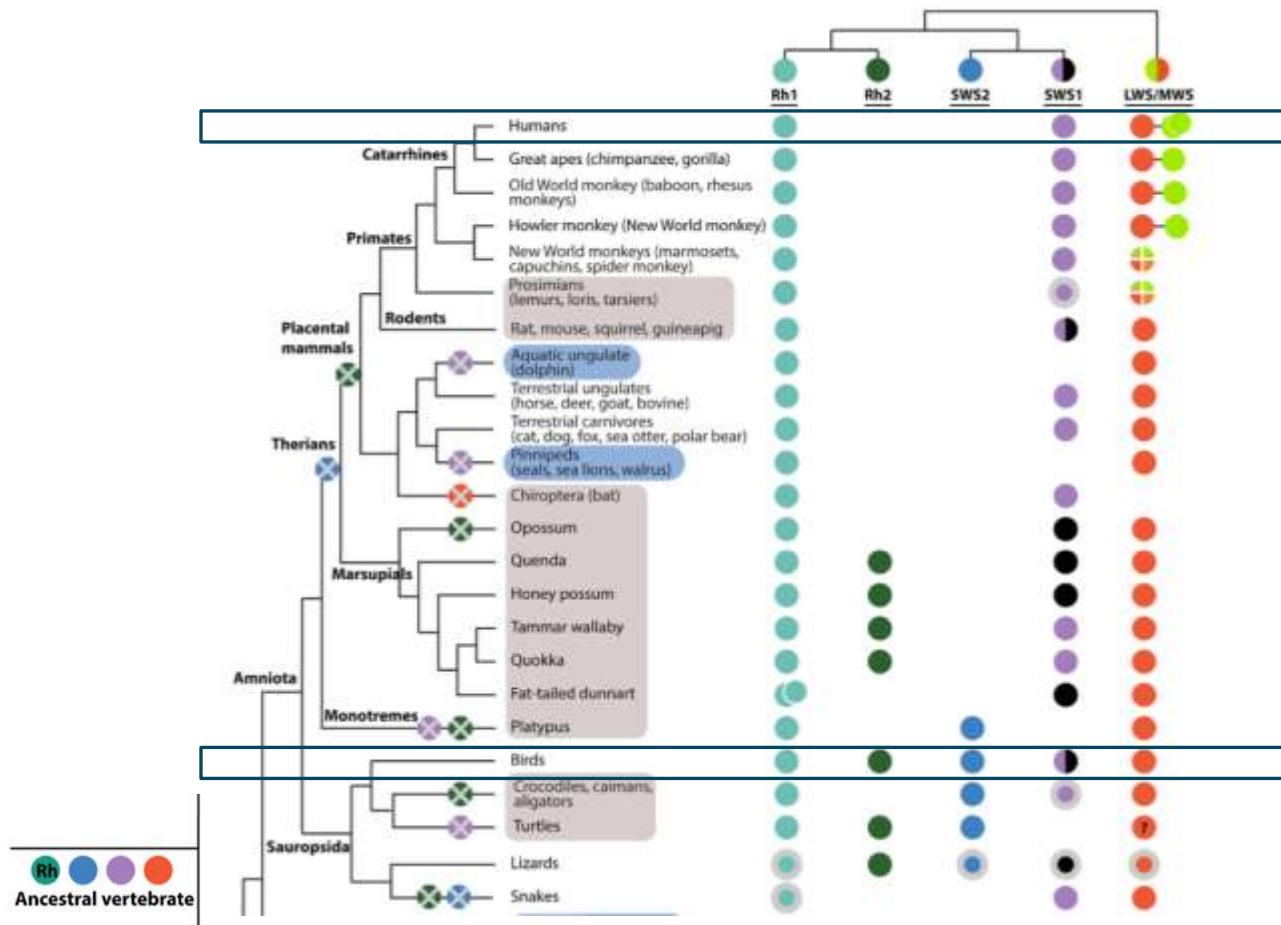 Rh1
Rh2
SWS2
SWS1
LWS/MWS
Humans
Catarrhines
Great apes (chimpanzee, gorilla)
Old World monkey (baboon, rhesus
monkeys)
Howler monkey (New World monkey)
Primates
New World monkeys (marmosets,
capuchins, spider monkey)
Prosimians
(lemurs, loris, tarsiers)
Rodents
Rat, mouse, squirrel, guineapig
Placental
mammals
Aquatic ungulate
(dolphin)
Terrestrial ungulates
(horse, deer, goat, bovine)
Terrestrial carnivores
(cat, dog, fox, sea otter, polar bear)
Therians
Pinnipeds
(seals, sea lions, walrus)
Chiroptera (bat)
Opossum
Quenda
Marsupials
Honey possum
Tammar wallaby
Quokka
Amniota
Fat-tailed dunnart
Monotremes
Platypus
Birds
Crocodiles, caimans,
aligators
Turtles
?
Sauropsida
Lizards
Rh
Snakes
Ancestral vertebrate